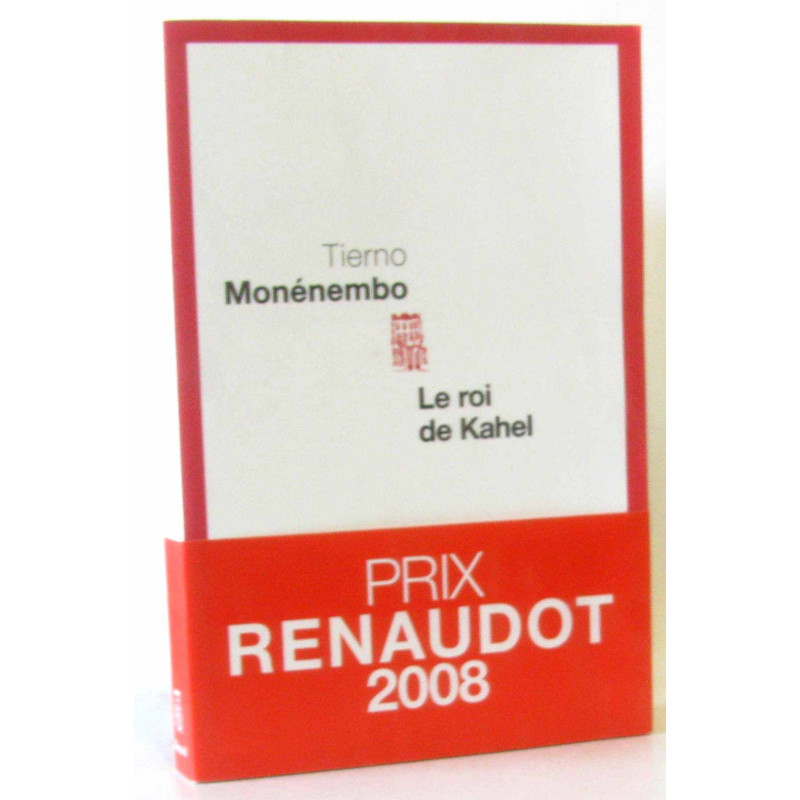 Tierno
Monénembo
Le roi
de Kahel
PRIX
RENAUDOT
2008